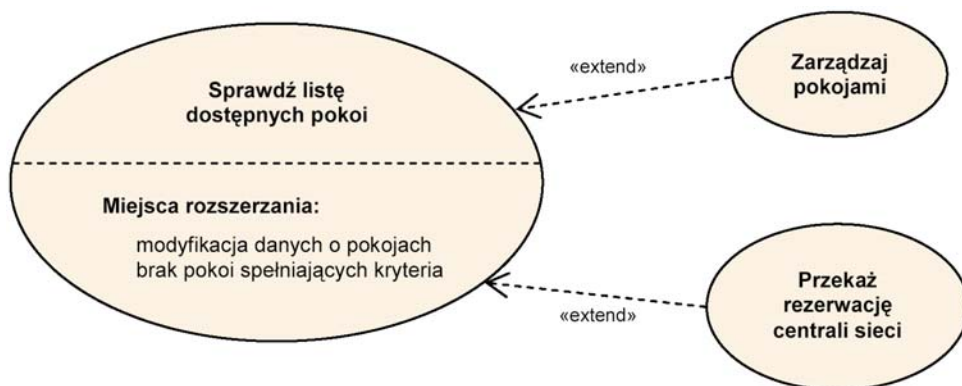 Sprawdź listę
dostępnych pokoi
Miejsca rozszerzania:
modyfikacja danych o pokojach
brak pokoi spełniających kryteria
«extend»
Zarządzaj
pokojami
«extend»
Przekaż
rezerwację
centrali sieci